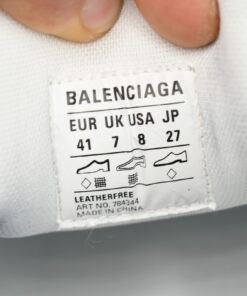 BALENCIAGA
EUR UK USA JP
41 7 8 27
LEATHERFREE
ART NO. 784344
MADE IN CHINA